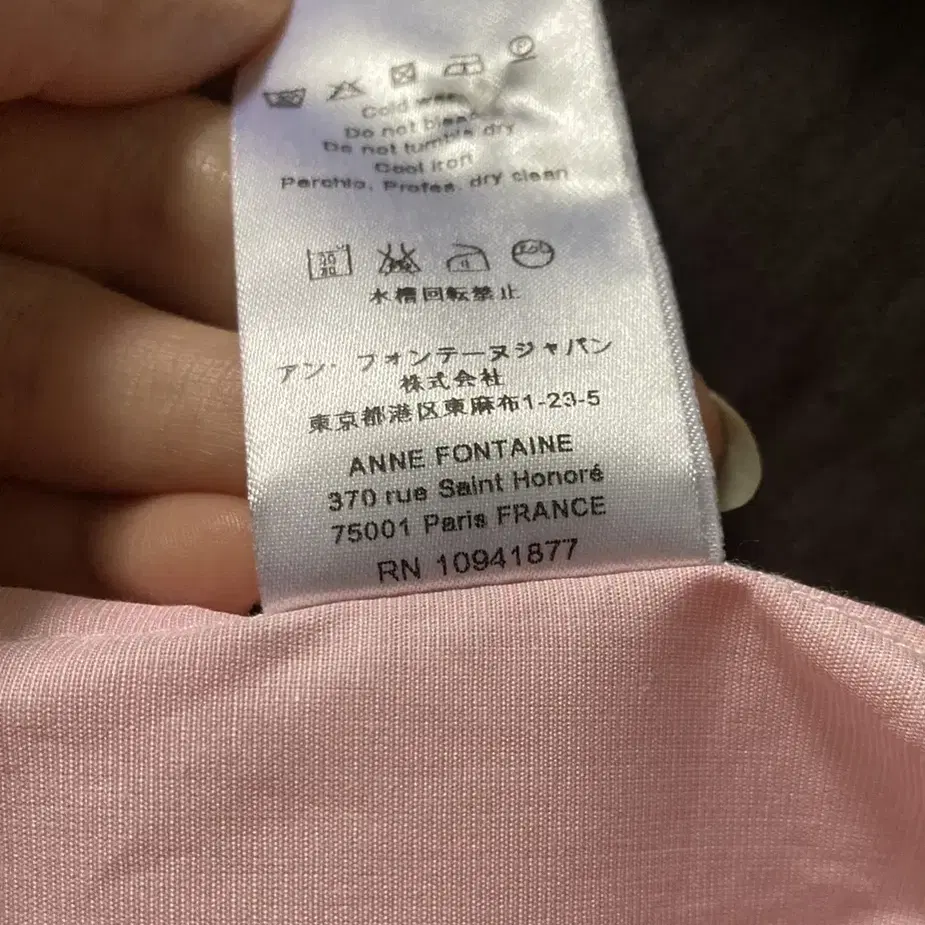 Cold wash
Do not bleach
Do not tumble dry
Cool iron
Perchlo. Profes. dry clean
水槽回転禁止
アン・フォンテーヌジャパン
株式会社
東京都港区東麻布1-23-5
ANNE FONTAINE
370 rue Saint Honoré
75001 Paris FRANCE
RN 10941877